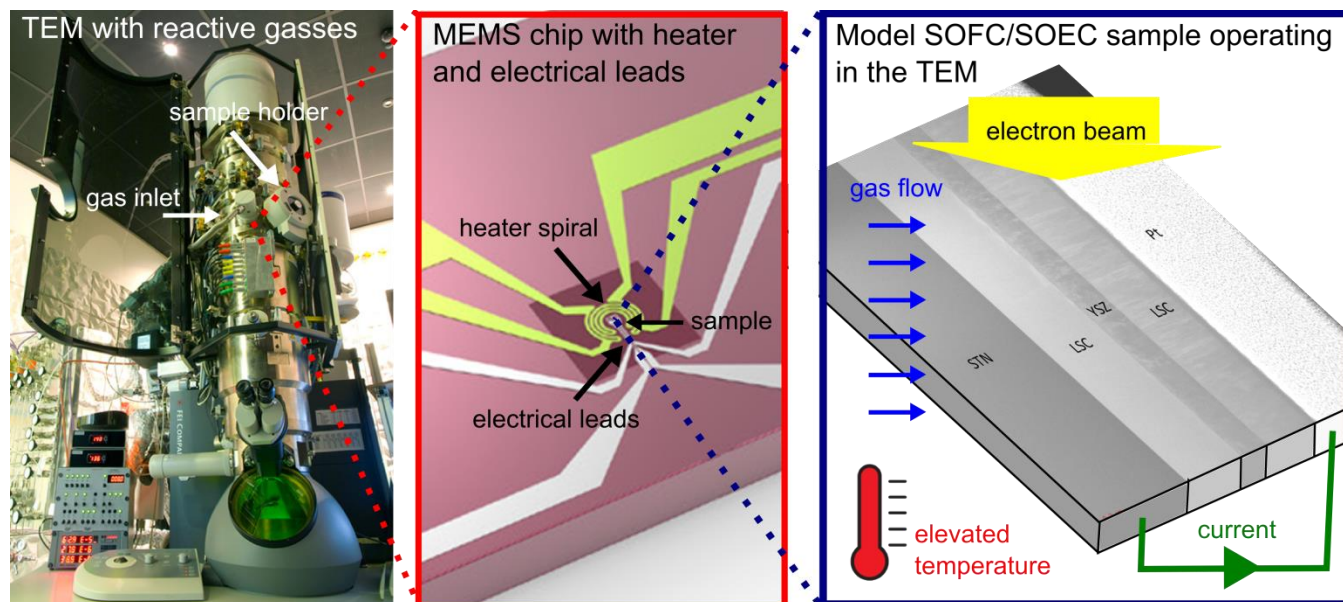 TEM with reactive gasses
sample holder
gas inlet
FEI COMPANY
MEMS chip with heater
and electrical leads
heater spiral
sample
electrical leads
Model SOFC/SOEC sample operating
in the TEM
electron beam
gas flow
Pt
YSZ
LSC
LSC
STN
elevated
temperature
current